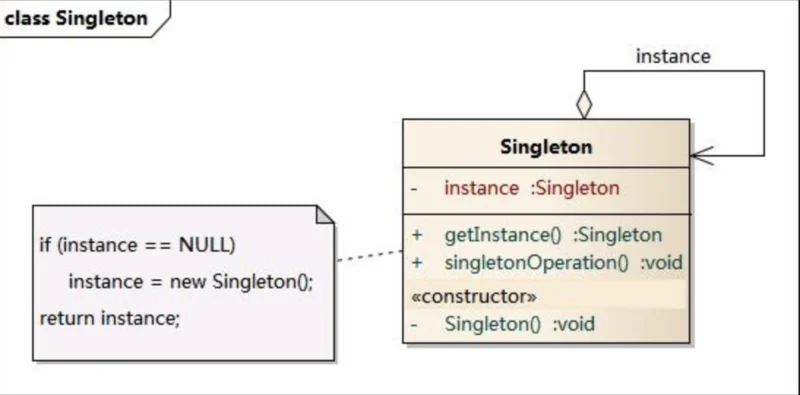 class Singleton
instance
Singleton
- instance :Singleton
+ getInstance() :Singleton
+ singletonOperation() :void
«constructor»
- Singleton() :void
if (instance == NULL)
instance = new Singleton();
return instance;